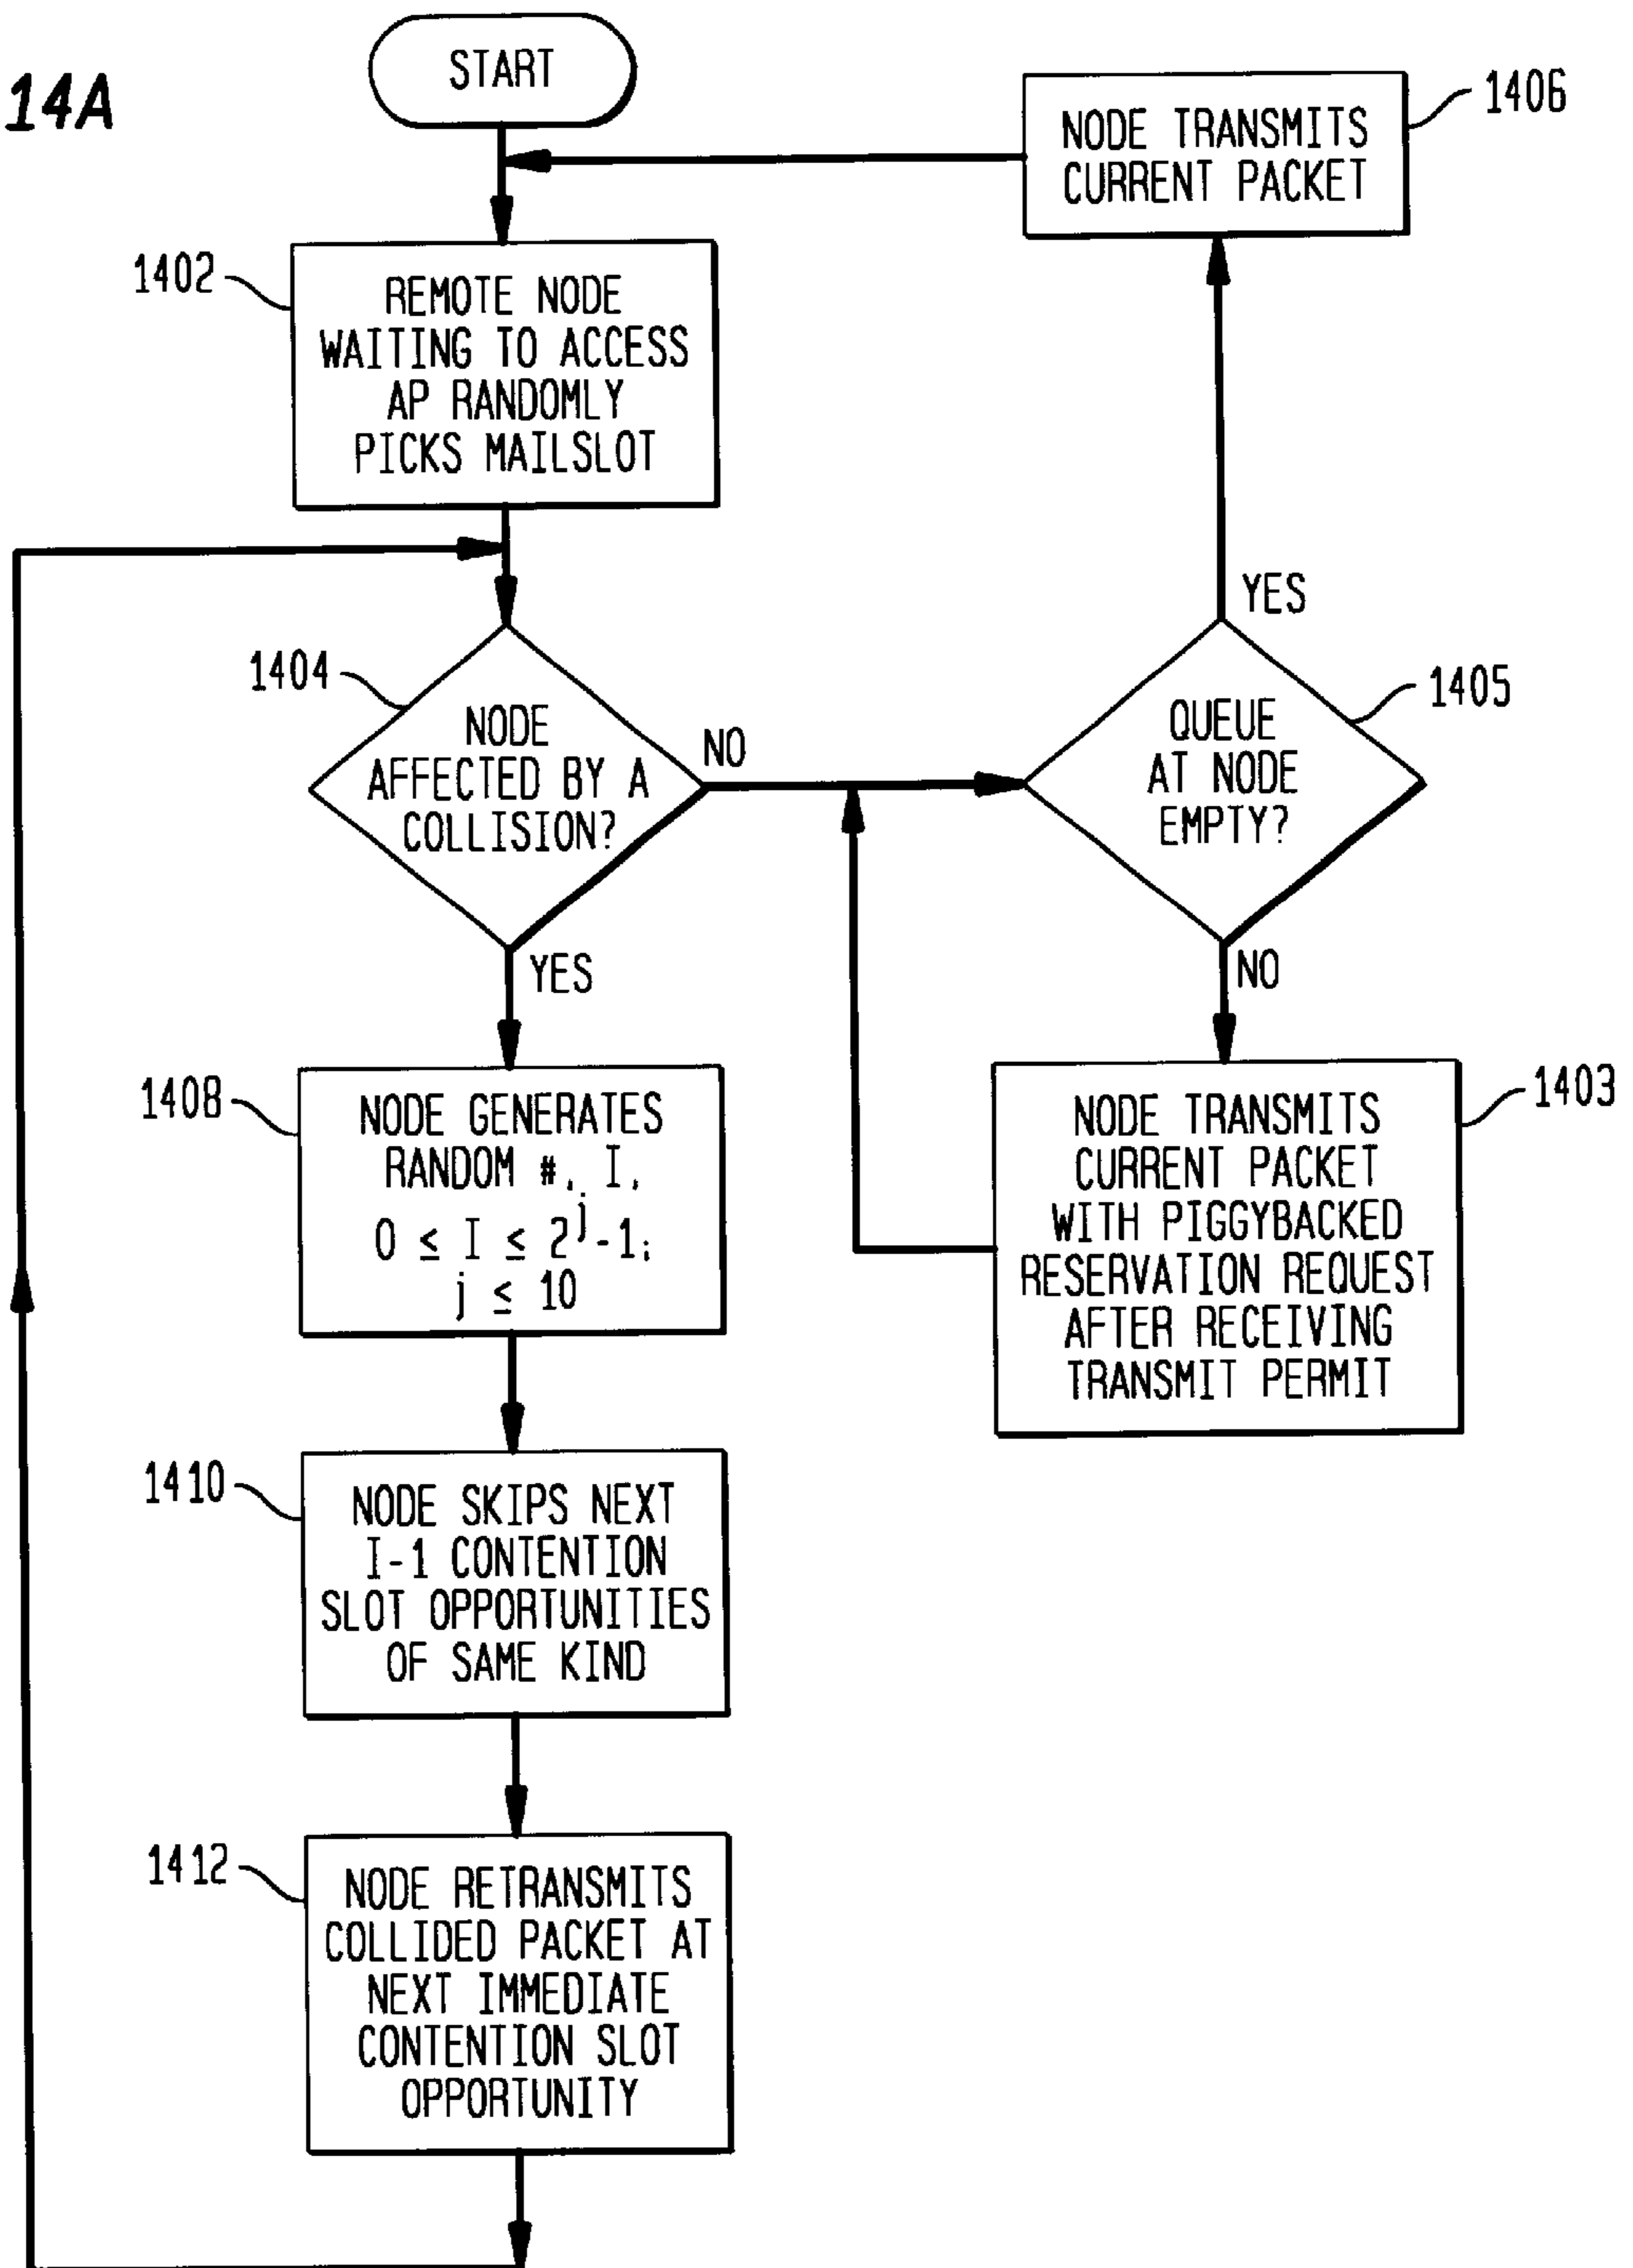 14A
START
NODE TRANSMITS
CURRENT PACKET
1406
1402
REMOTE NODE
WAITING TO ACCESS
AP RANDOMLY
PICKS MAILSLOT
YES
1404
NODE
AFFECTED BY A
COLLISION?
NO
1405
QUEUE
AT NODE
EMPTY?
YES
NO
1408
NODE GENERATES
RANDOM #, I,
0 ≤ I ≤ 2^j-1;
j ≤ 10
1403
NODE TRANSMITS
CURRENT PACKET
WITH PIGGYBACKED
RESERVATION REQUEST
AFTER RECEIVING
TRANSMIT PERMIT
1410
NODE SKIPS NEXT
I-1 CONTENTION
SLOT OPPORTUNITIES
OF SAME KIND
1412
NODE RETRANSMITS
COLLIDED PACKET AT
NEXT IMMEDIATE
CONTENTION SLOT
OPPORTUNITY